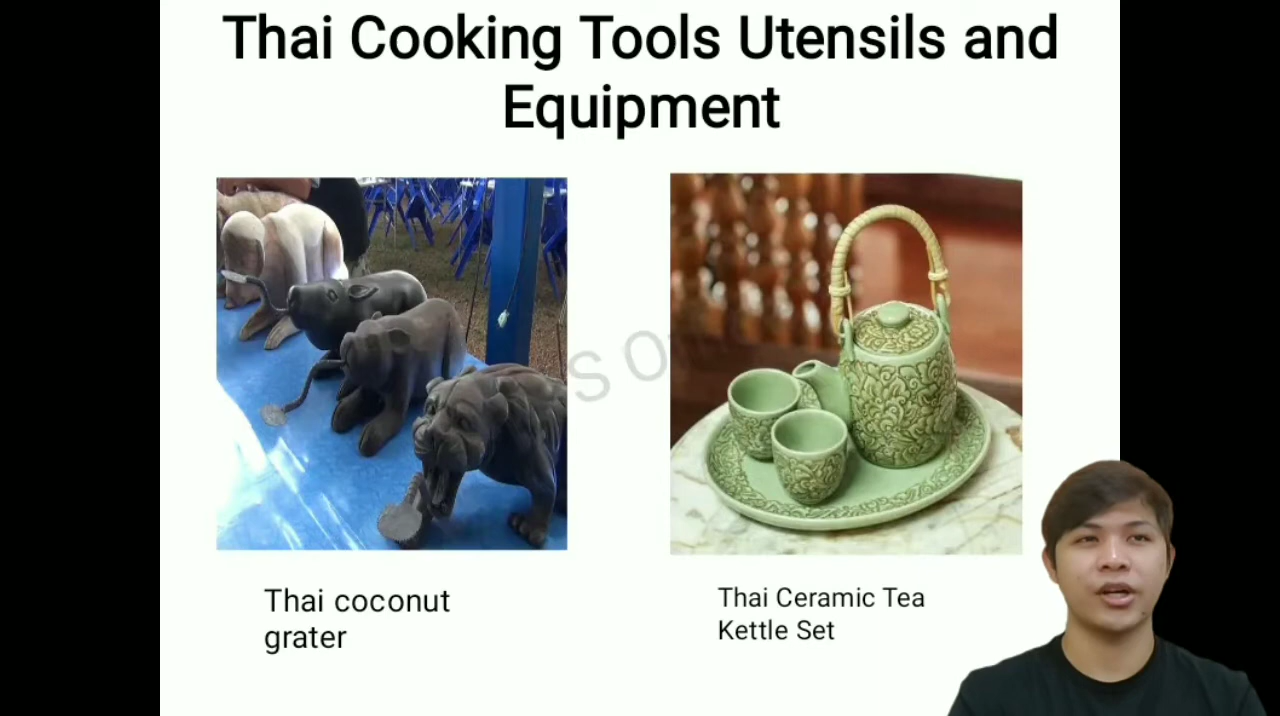 Thai Cooking Tools Utensils and
Equipment
Thai coconut
grater
Thai Ceramic Tea
Kettle Set